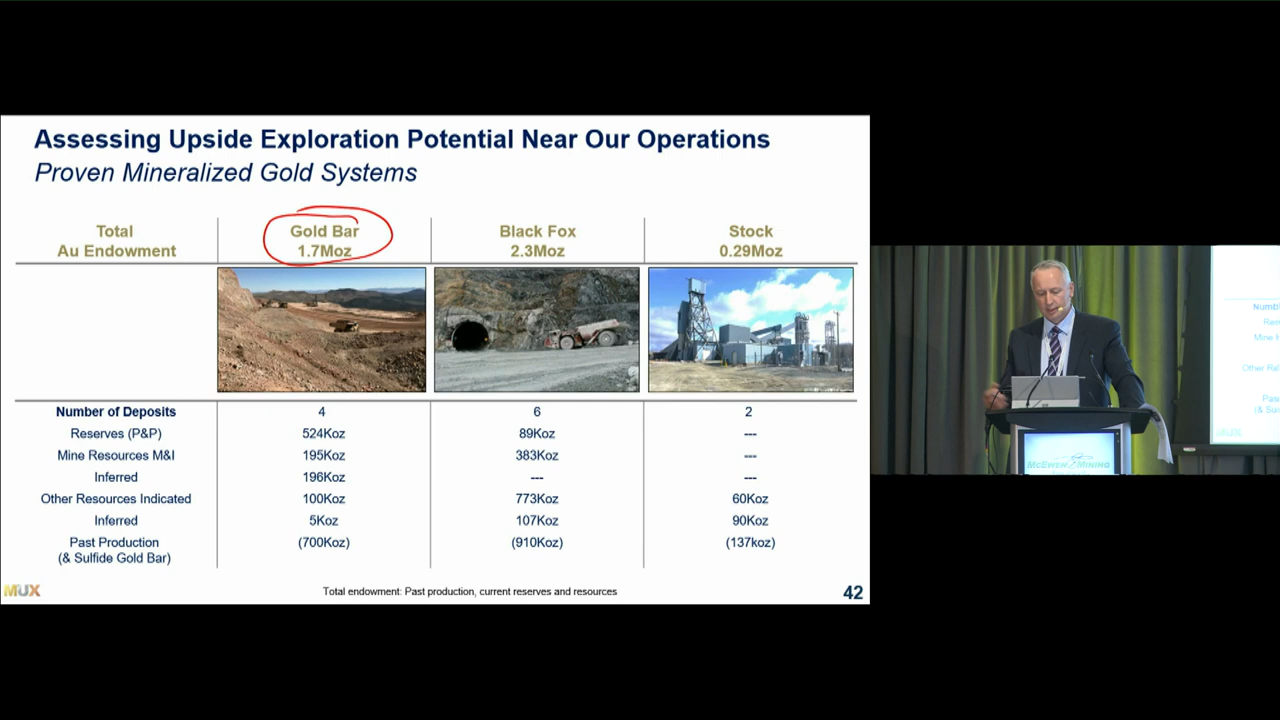 Assessing Upside Exploration Potential Near Our Operations
Proven Mineralized Gold Systems
Total Au Endowment
Gold Bar 1.7Moz
Black Fox 2.3Moz
Stock 0.29Moz
Number of Deposits 4 6 2
Reserves (P&P) 524Koz 89Koz ---
Mine Resources M&I 195Koz 383Koz ---
Inferred 196Koz --- ---
Other Resources Indicated 100Koz 773Koz 60Koz
Inferred 5Koz 107Koz 90Koz
Past Production (700Koz) (910Koz) (137koz)
(& Sulfide Gold Bar)
MUX
Total endowment: Past production, current reserves and resources
42
McEwen Mining